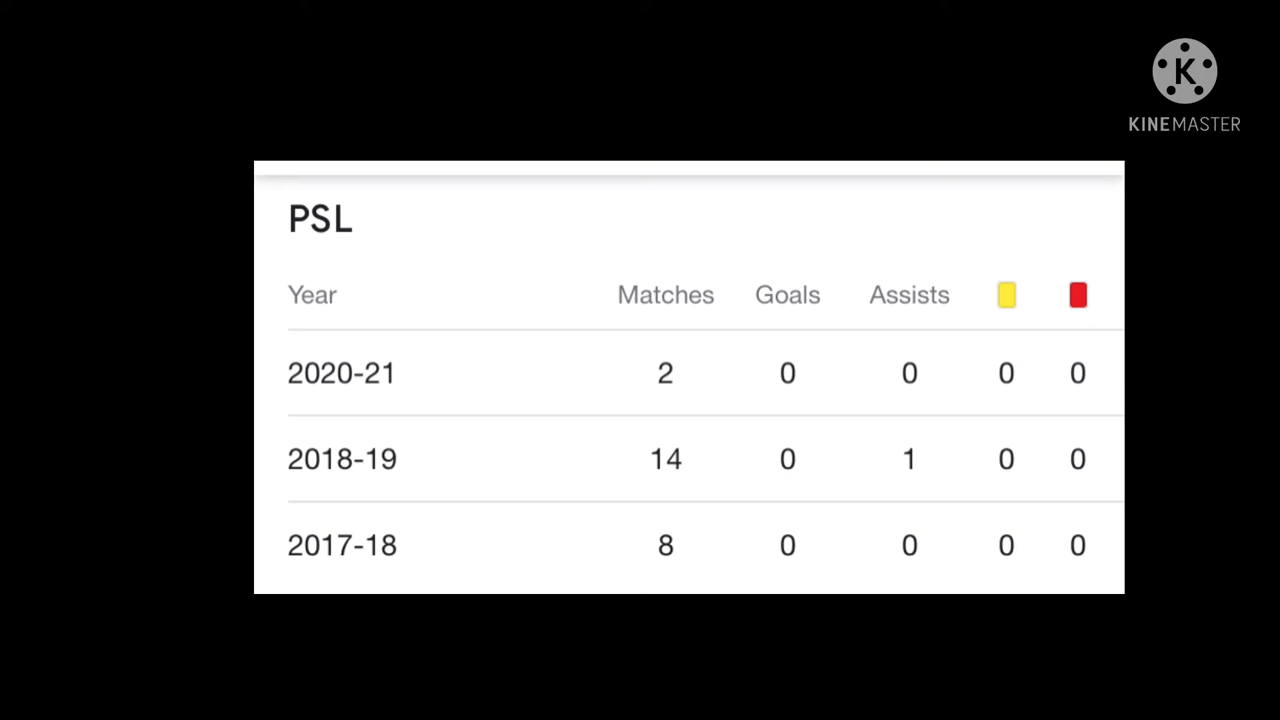 K
KINEMASTER
PSL
Year Matches Goals Assists
2020-21 2 0 0 0 0
2018-19 14 0 1 0 0
2017-18 8 0 0 0 0